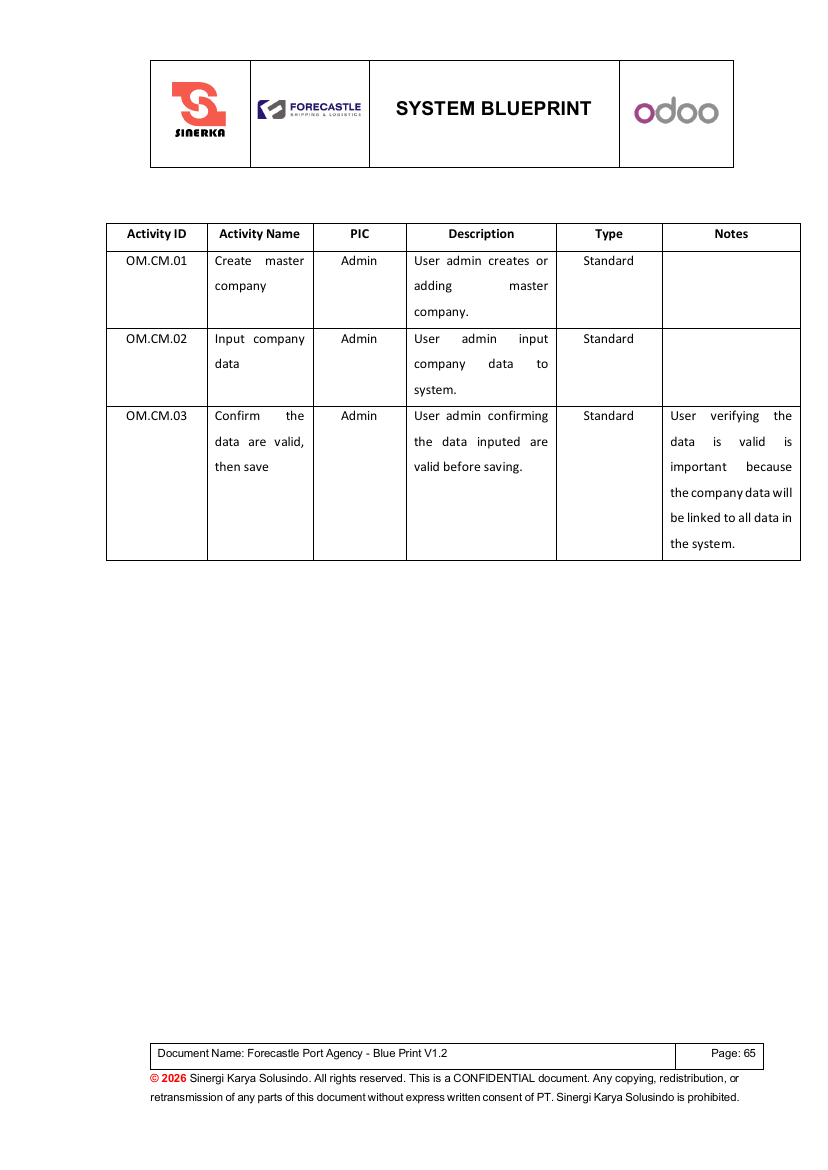 SINERKA
FORECASTLE
SHIPPING & LOGISTICS
SYSTEM BLUEPRINT
odoo
Activity ID
Activity Name
PIC
Description
Type
Notes
OM.CM.01
Create master
company
Admin
User admin creates or
adding master
company.
Standard
OM.CM.02
Input company
data
Admin
User admin input
company data to
system.
Standard
OM.CM.03
Confirm the
data are valid,
then save
Admin
User admin confirming
the data inputed are
valid before saving.
Standard
User verifying the
data is valid is
important because
the company data will
be linked to all data in
the system.
Document Name: Forecastle Port Agency - Blue Print V1.2
Page: 65
© 2026 Sinergi Karya Solusindo. All rights reserved. This is a CONFIDENTIAL document. Any copying, redistribution, or
retransmission of any parts of this document without express written consent of PT. Sinergi Karya Solusindo is prohibited.